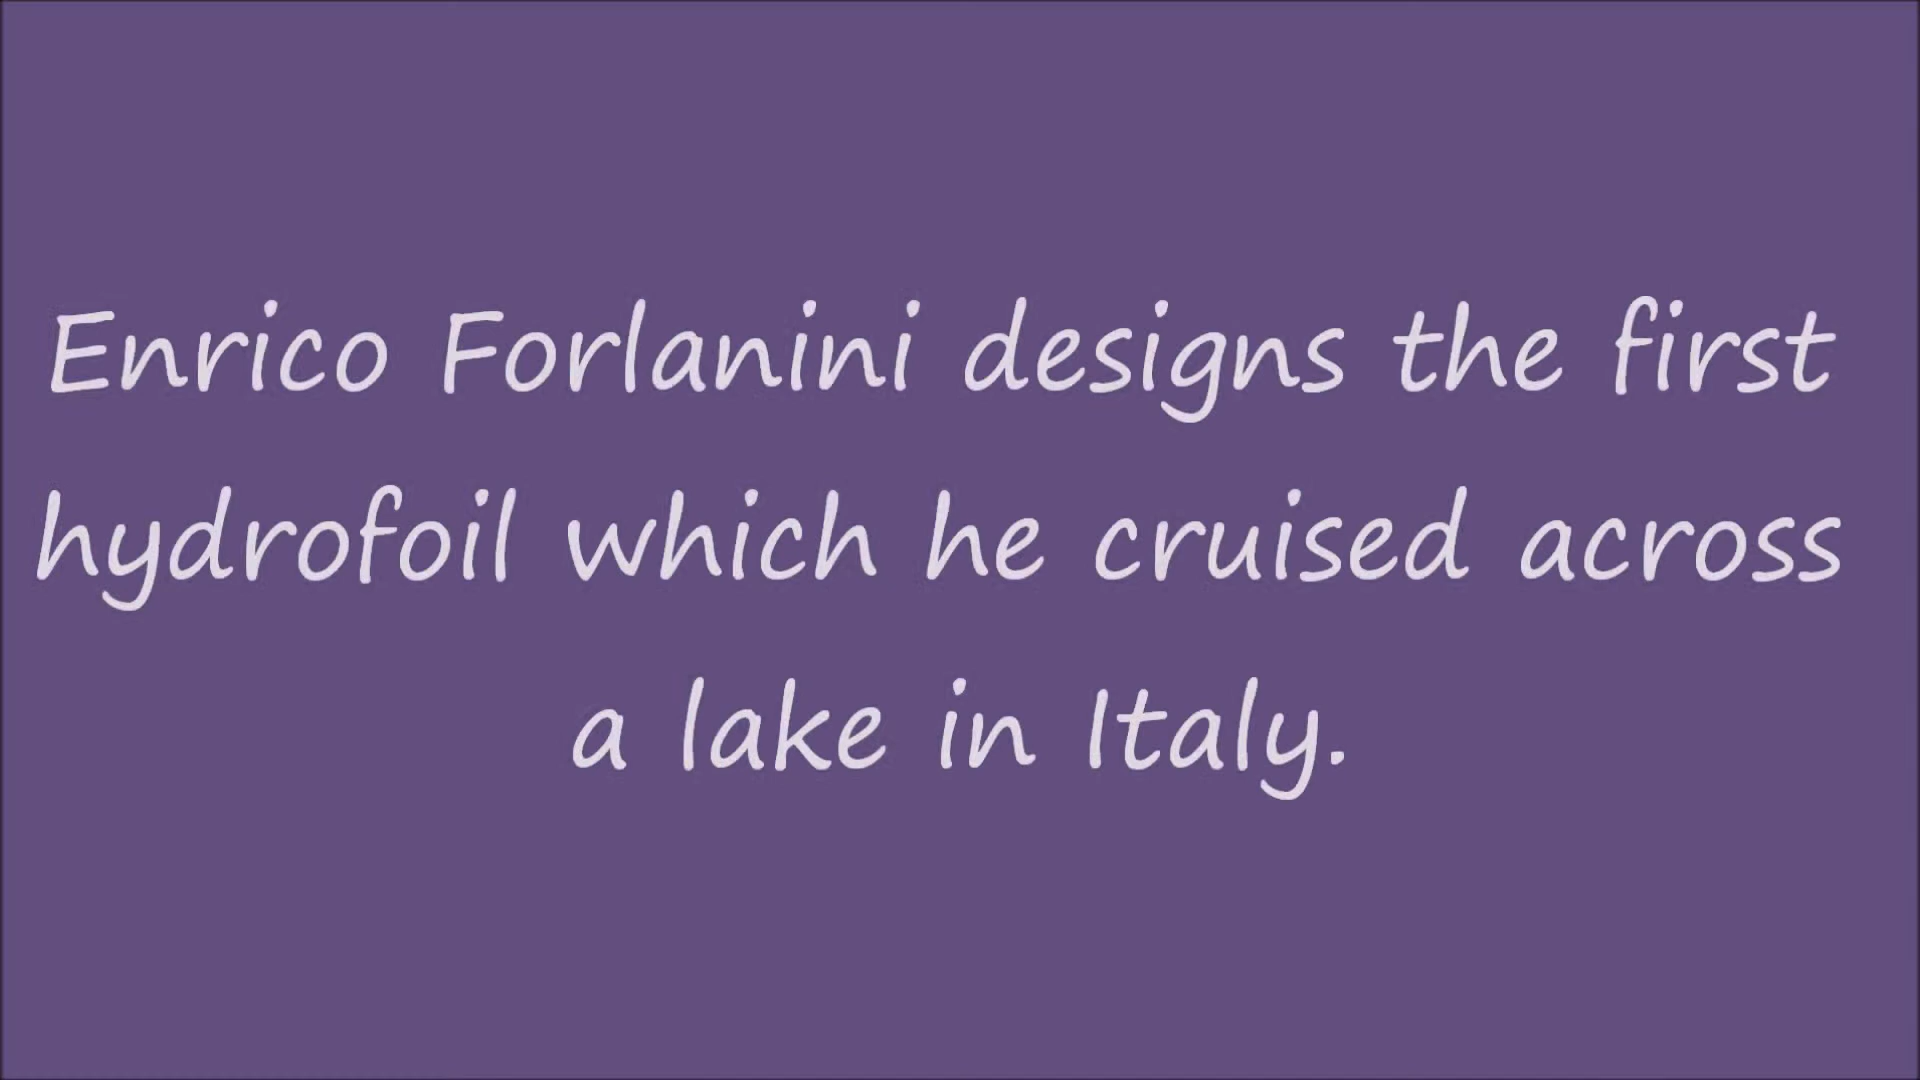 Enrico Forlanini designs the first
hydrofoil which he cruised across
a lake in Italy.